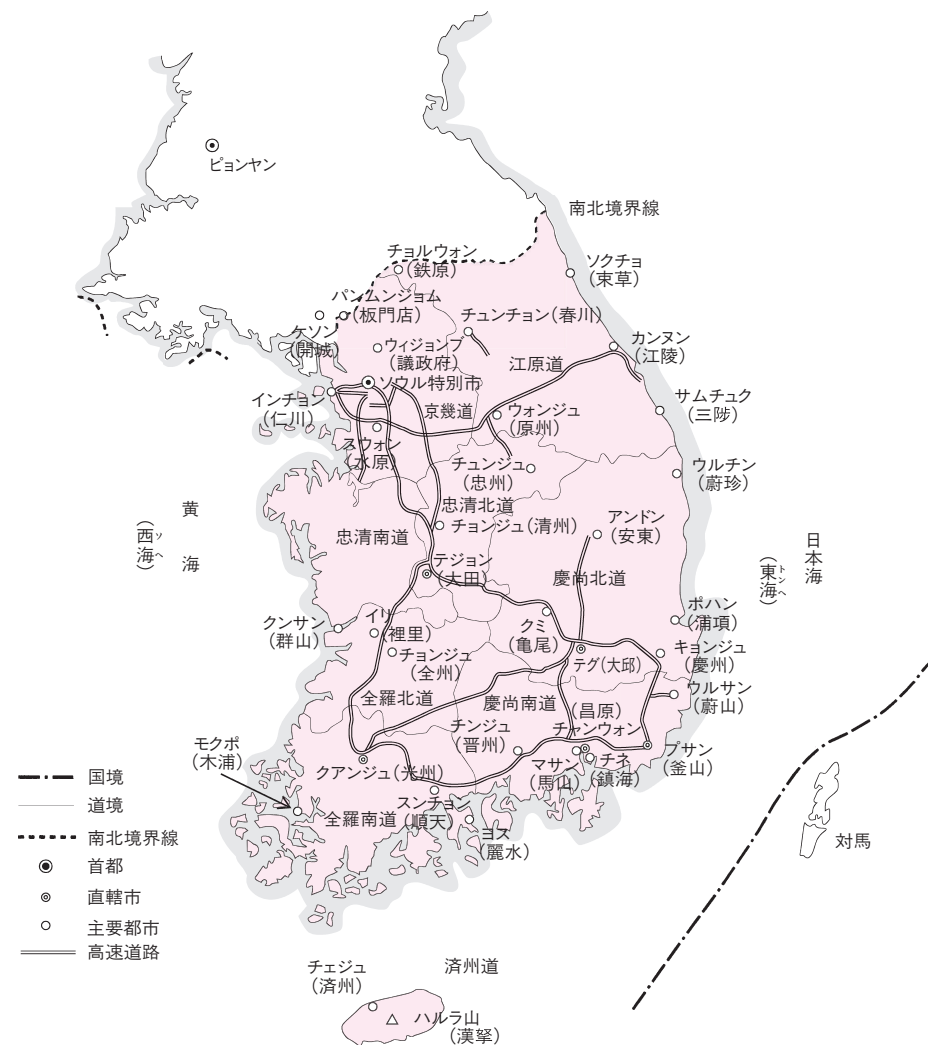 ピョンヤン
南北境界線
チョルウォン
(鉄原)
ソクチョ
(束草)
パンムンジョム
(板門店)
ケソン
(開城)
チュンチョン(春川)
ウィジョンブ
(議政府)
カンヌン
(江陵)
江原道
ソウル特別市
インチョン
(仁川)
京幾道
ウォンジュ
(原州)
サムチュク
(三陟)
スウォン
(水原)
チュンジュ
(忠州)
ウルチン
(蔚珍)
忠清北道
チョンジュ(清州)
アンドン
(安東)
黄海
(西海)
ソヘ
忠清南道
日本海
(東海)
トンヘ
テジョン
(大田)
慶尚北道
ポハン
(浦項)
クンサン
(群山)
イリ
(裡里)
クミ
(亀尾)
キョンジュ
(慶州)
チョンジュ
(全州)
テグ(大邱)
全羅北道
慶尚南道
ウルサン
(蔚山)
(昌原)
チャンウォン
チンジュ
(晋州)
モクポ
(木浦)
クアンジュ(光州)
マサン
(馬山)
チネ
(鎮海)
プサン
(釜山)
スンチョン
(順天)
全羅南道
ヨス
(麗水)
対馬
国境
道境
南北境界線
首都
直轄市
主要都市
高速道路
チェジュ
(済州)
済州道
ハルラ山
(漢拏)